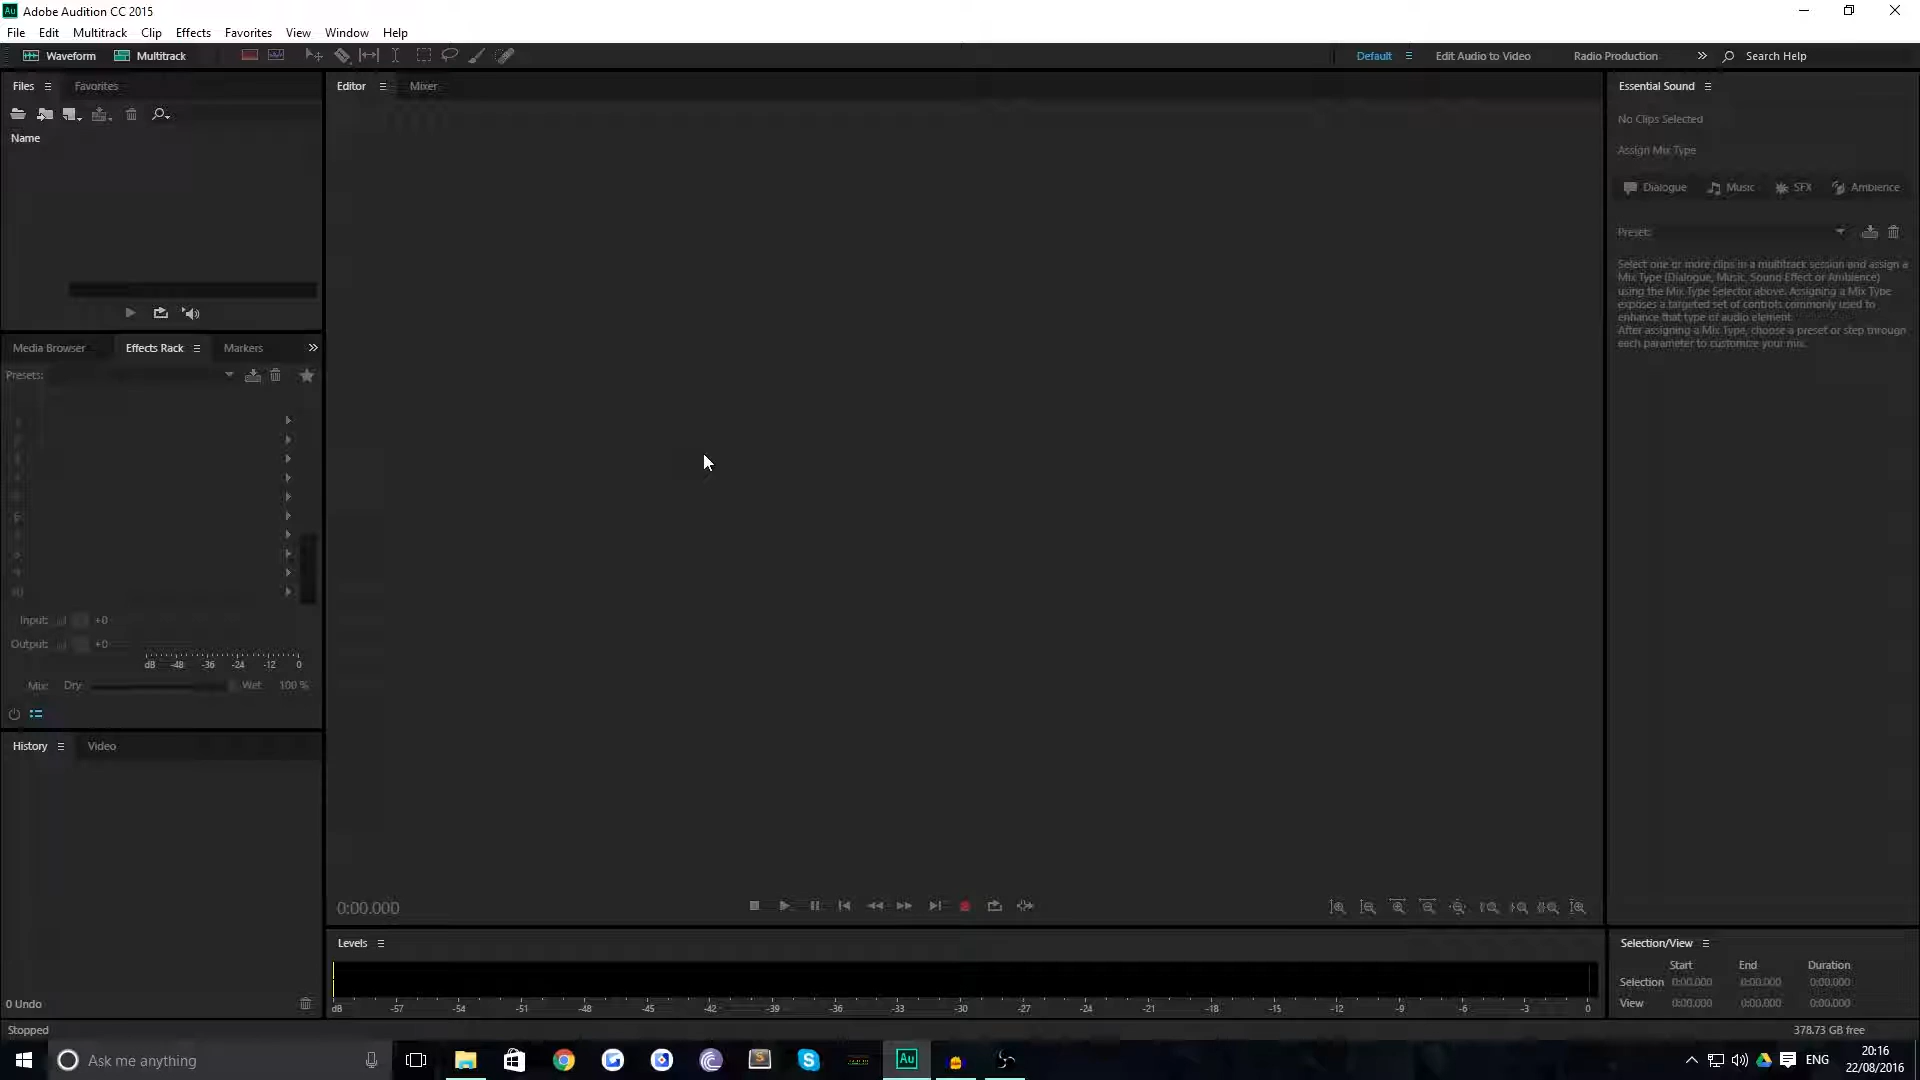 Adobe Audition CC 2015
File Edit Multitrack Clip Effects Favorites View Window Help
Waveform Multitrack Default Edit Audio to Video Radio Production Search Help
Files Favorites
Name
Media Browser Effects Rack Markers
Presets:
Input: +0
Output: +0
dB -48 -36 -24 -12 0
Mix: Dry Wet 100 %
History Video
0 Undo
Editor Mixer
0:00.000
Levels
dB -57 -54 -51 -48 -45 -42 -39 -36 -33 -30 -27 -24 -21 -18 -15 -12 -9 -6 -3 0
Essential Sound
No Clips Selected
Assign Mix Type
Dialogue Music SFX Ambience
Preset:
Select one or more clips in a multitrack session and assign a
Mix Type (Dialogue, Music, Sound Effect or Ambience)
using the Mix Type Selector above. Assigning a Mix Type
exposes a targeted set of controls commonly used to
enhance that type of audio element.
After assigning a Mix Type, choose a preset or step through
each parameter to customize your mix.
Selection/View
Start End Duration
Selection 0:00.000 0:00.000 0:00.000
View 0:00.000 0:00.000 0:00.000
Stopped 378.73 GB free
Ask me anything
Au
ENG
20:16
22/08/2016